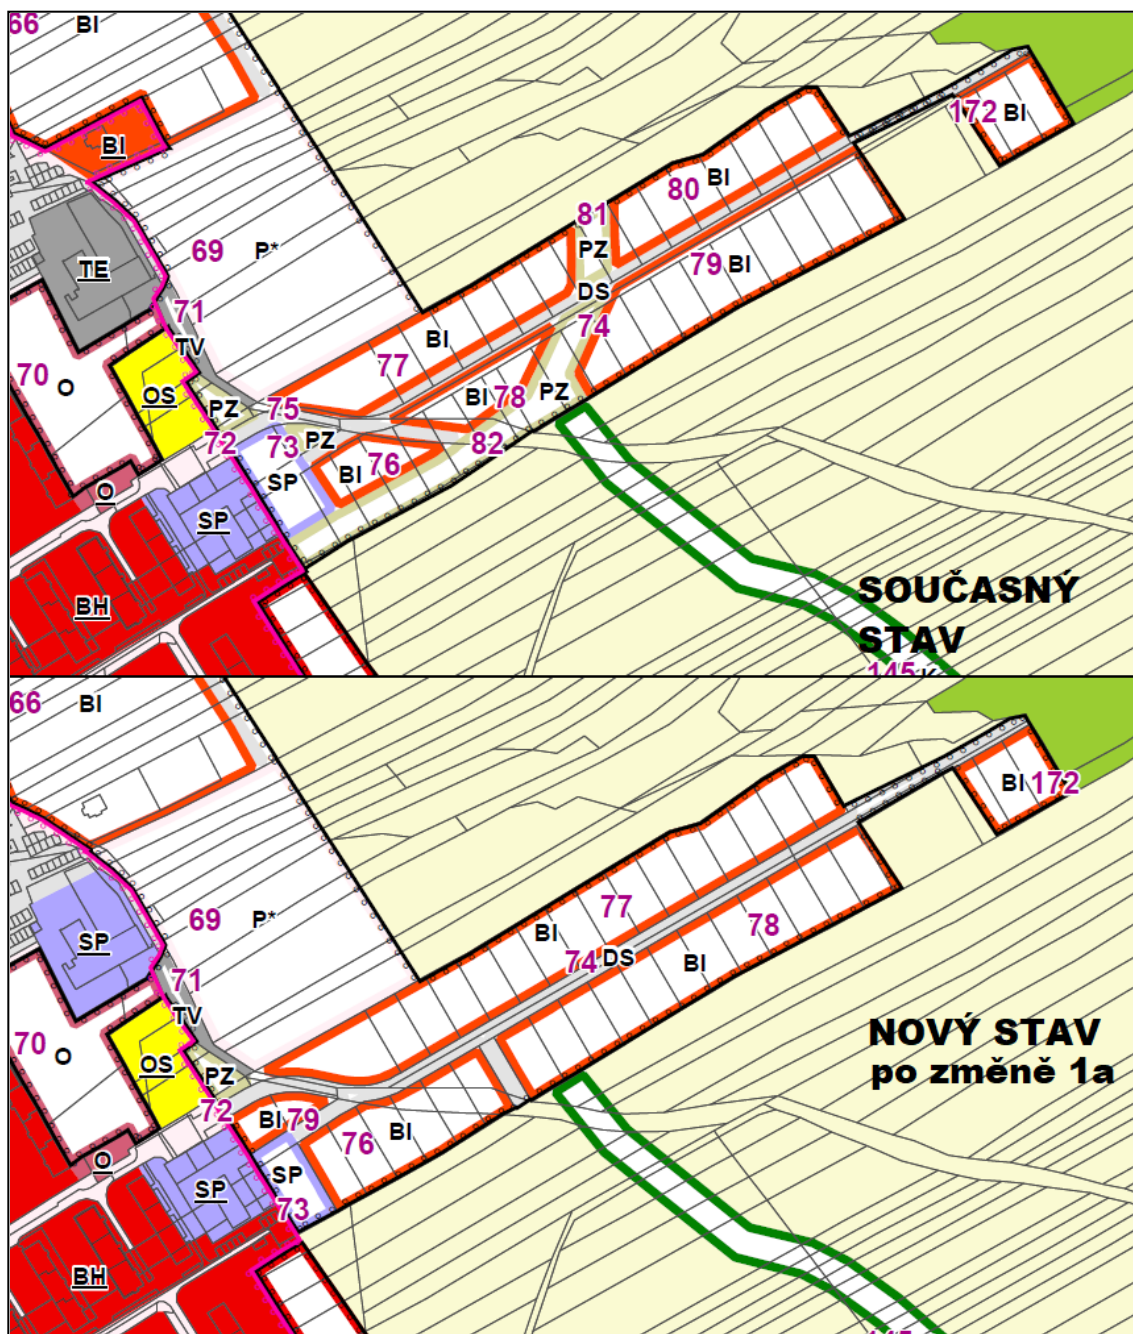 66
BI
BI
172
BI
80
BI
81
PZ
69
P*
79
BI
TE
DS
71
74
TV
BI
77
70
O
OS
PZ
75
BI
78
PZ
72
73
PZ
82
BI
76
SP
O
SP
BH
SOUČASNÝ
STAV
145
66
BI
BI
172
77
78
69
P*
BI
SP
74
DS
BI
71
TV
NOVÝ STAV
po změně 1a
70
O
OS
PZ
72
BI
79
BI
76
O
SP
SP
73
BH
145